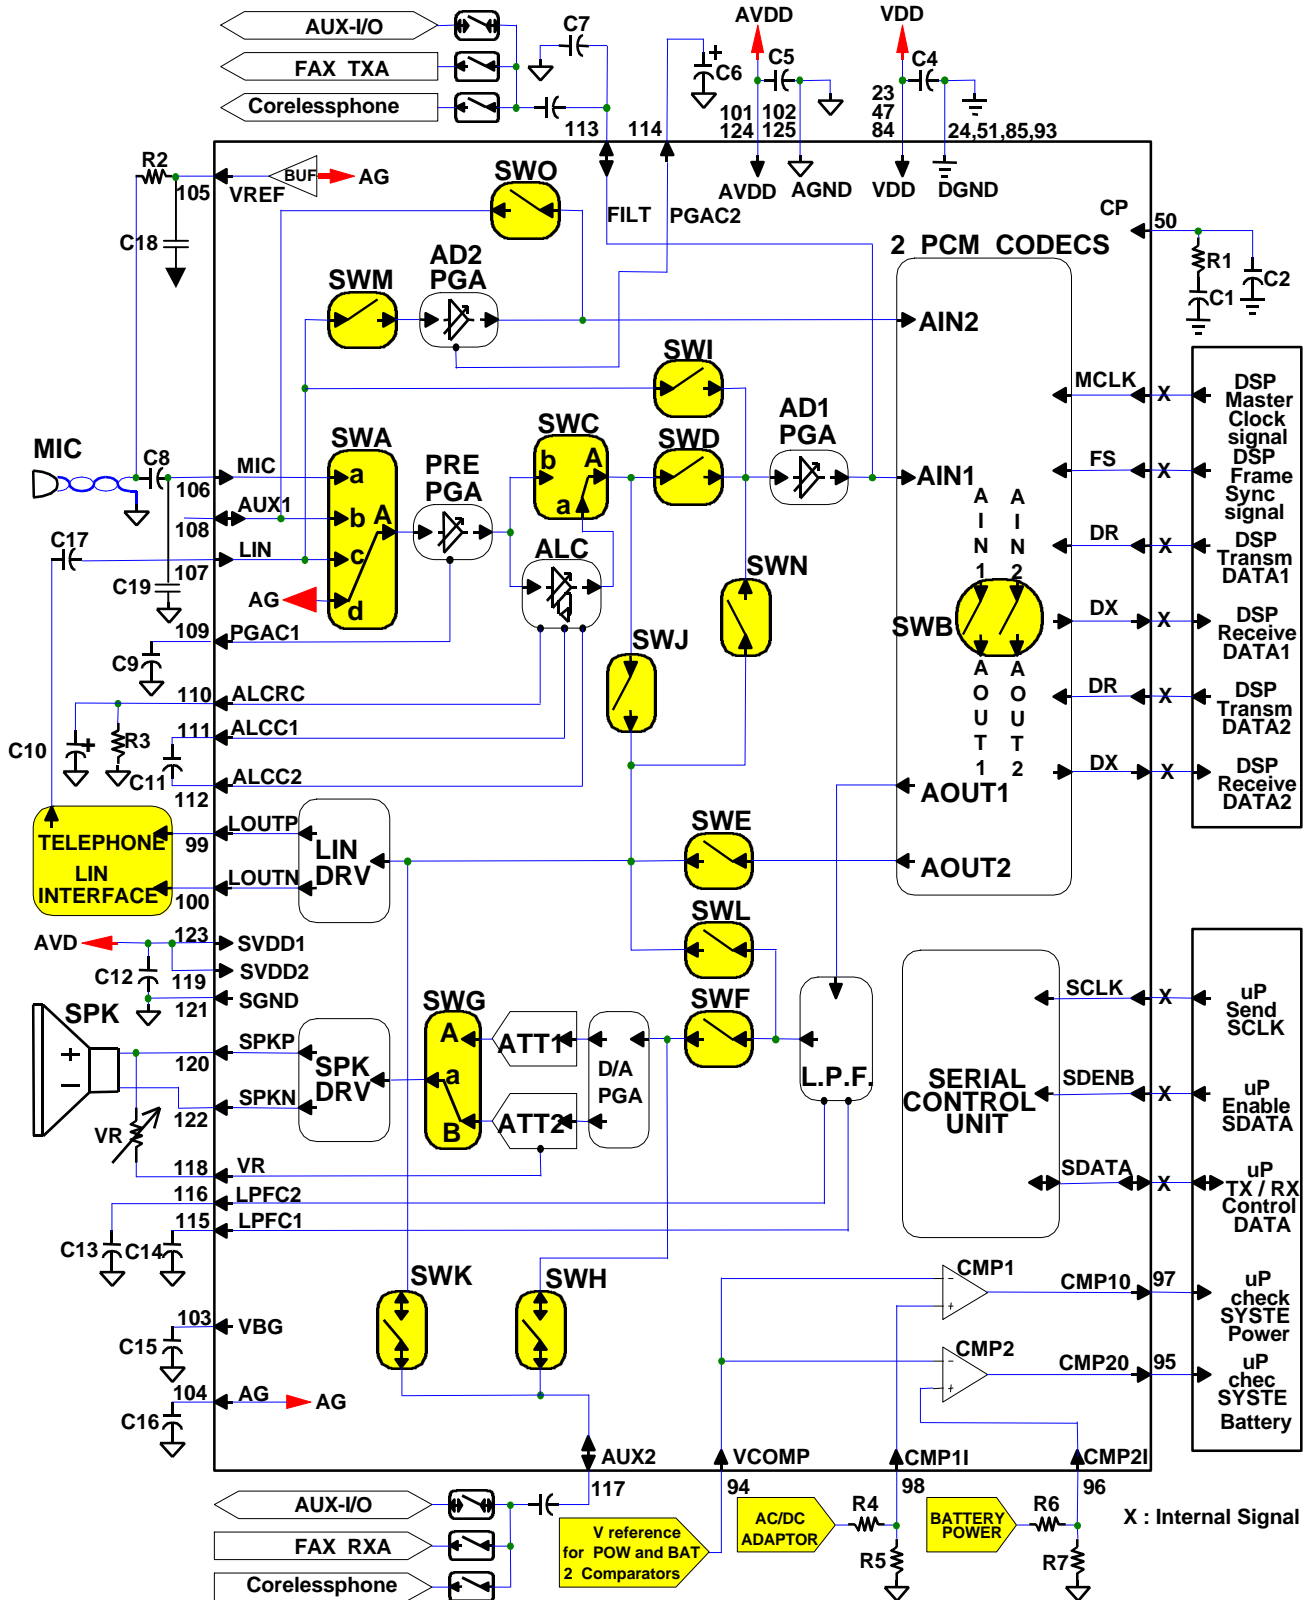 AUX-I/O
FAX TXA
Corelessphone
C7
+
C6
AVDD
C5
101 102
124 125
VDD
C4
23
47
84
24,51,85,93
113
114
R2
105
VREF
BUF
AG
C18
SWO
FILT
PGAC2
AVDD
AGND
VDD
DGND
CP
50
R1
C1
C2
2 PCM CODECS
AD2
PGA
SWM
AIN2
SWI
MCLK
X
DSP
Master
Clock
signal
MIC
C8
MIC
106
SWA
a
b
c
d
A
PRE
PGA
SWC
b
A
a
SWD
AD1
PGA
AIN1
FS
X
DSP
Frame
Sync
signal
AUX1
108
C17
LIN
107
C19
AG
ALC
SWN
AIN1
AIN2
SWB
AOUT1
AOUT2
DR
X
DSP
Transm
DATA1
DX
X
DSP
Receive
DATA1
109
PGAC1
C9
SWJ
110
ALCRC
C10
+
R3
111
ALCC1
C11
ALCC2
112
DR
X
DSP
Transm
DATA2
DX
X
DSP
Receive
DATA2
TELEPHONE
LIN
INTERFACE
LOUTP
99
LOUTN
100
LIN
DRV
SWE
AOUT1
AOUT2
AVD
123
SVDD1
SVDD2
C12
119
SGND
121
SWL
SPK
+
−
SPKP
120
SPKN
122
SPK
DRV
SWG
A
a
B
ATT1
ATT2
D/A
PGA
SWF
L.P.F.
SERIAL
CONTROL
UNIT
SCLK
X
uP
Send
SCLK
SDENB
X
uP
Enable
SDATA
SDATA
X
uP
TX / RX
Control
DATA
VR
118
VR
116
LPFC2
115
LPFC1
C13
C14
SWK
SWH
103
VBG
C15
104
AG
AG
C16
CMP1
−
+
CMP10
97
uP
check
SYSTE
Power
CMP2
−
+
CMP20
95
uP
chec
SYSTE
Battery
AUX2
117
VCOMP
94
CMP1I
98
CMP2I
96
AUX-I/O
FAX RXA
Corelessphone
V reference
for POW and BAT
2 Comparators
AC/DC
ADAPTOR
R4
R5
BATTERY
POWER
R6
R7
X : Internal Signal